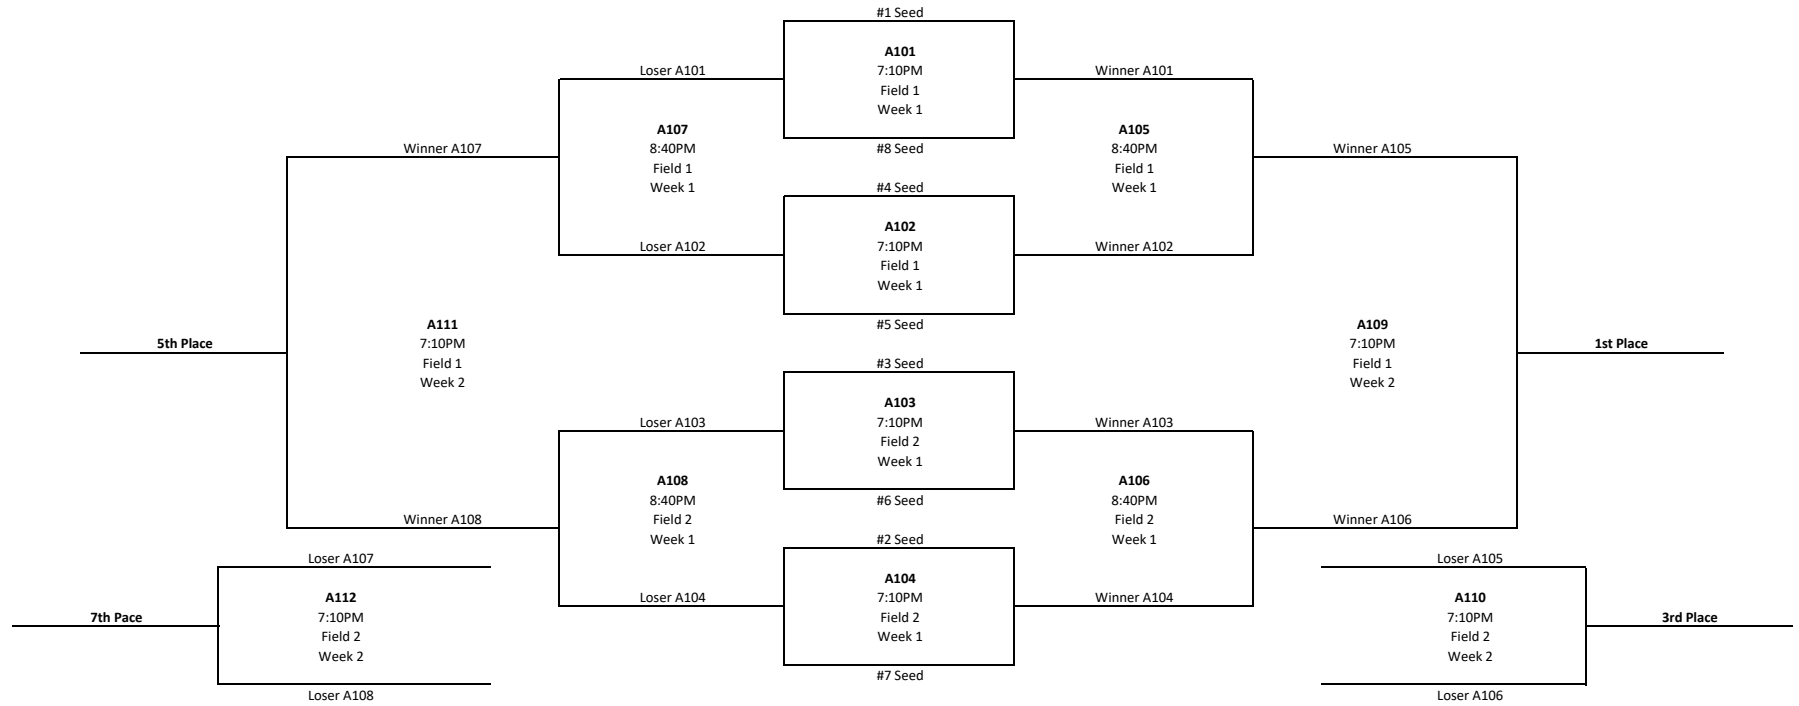 #1 Seed
A101
7:10PM
Field 1
Week 1
#8 Seed
Loser A101
Winner A101
A107
8:40PM
Field 1
Week 1
A105
8:40PM
Field 1
Week 1
Winner A107
Winner A105
#4 Seed
A102
7:10PM
Field 1
Week 1
#5 Seed
Loser A102
Winner A102
A111
7:10PM
Field 1
Week 2
5th Place
A109
7:10PM
Field 1
Week 2
1st Place
#3 Seed
A103
7:10PM
Field 2
Week 1
#6 Seed
Loser A103
Winner A103
A108
8:40PM
Field 2
Week 1
A106
8:40PM
Field 2
Week 1
Winner A108
Winner A106
#2 Seed
A104
7:10PM
Field 2
Week 1
#7 Seed
Loser A104
Winner A104
Loser A107
A112
7:10PM
Field 2
Week 2
7th Pace
Loser A108
Loser A105
A110
7:10PM
Field 2
Week 2
3rd Place
Loser A106